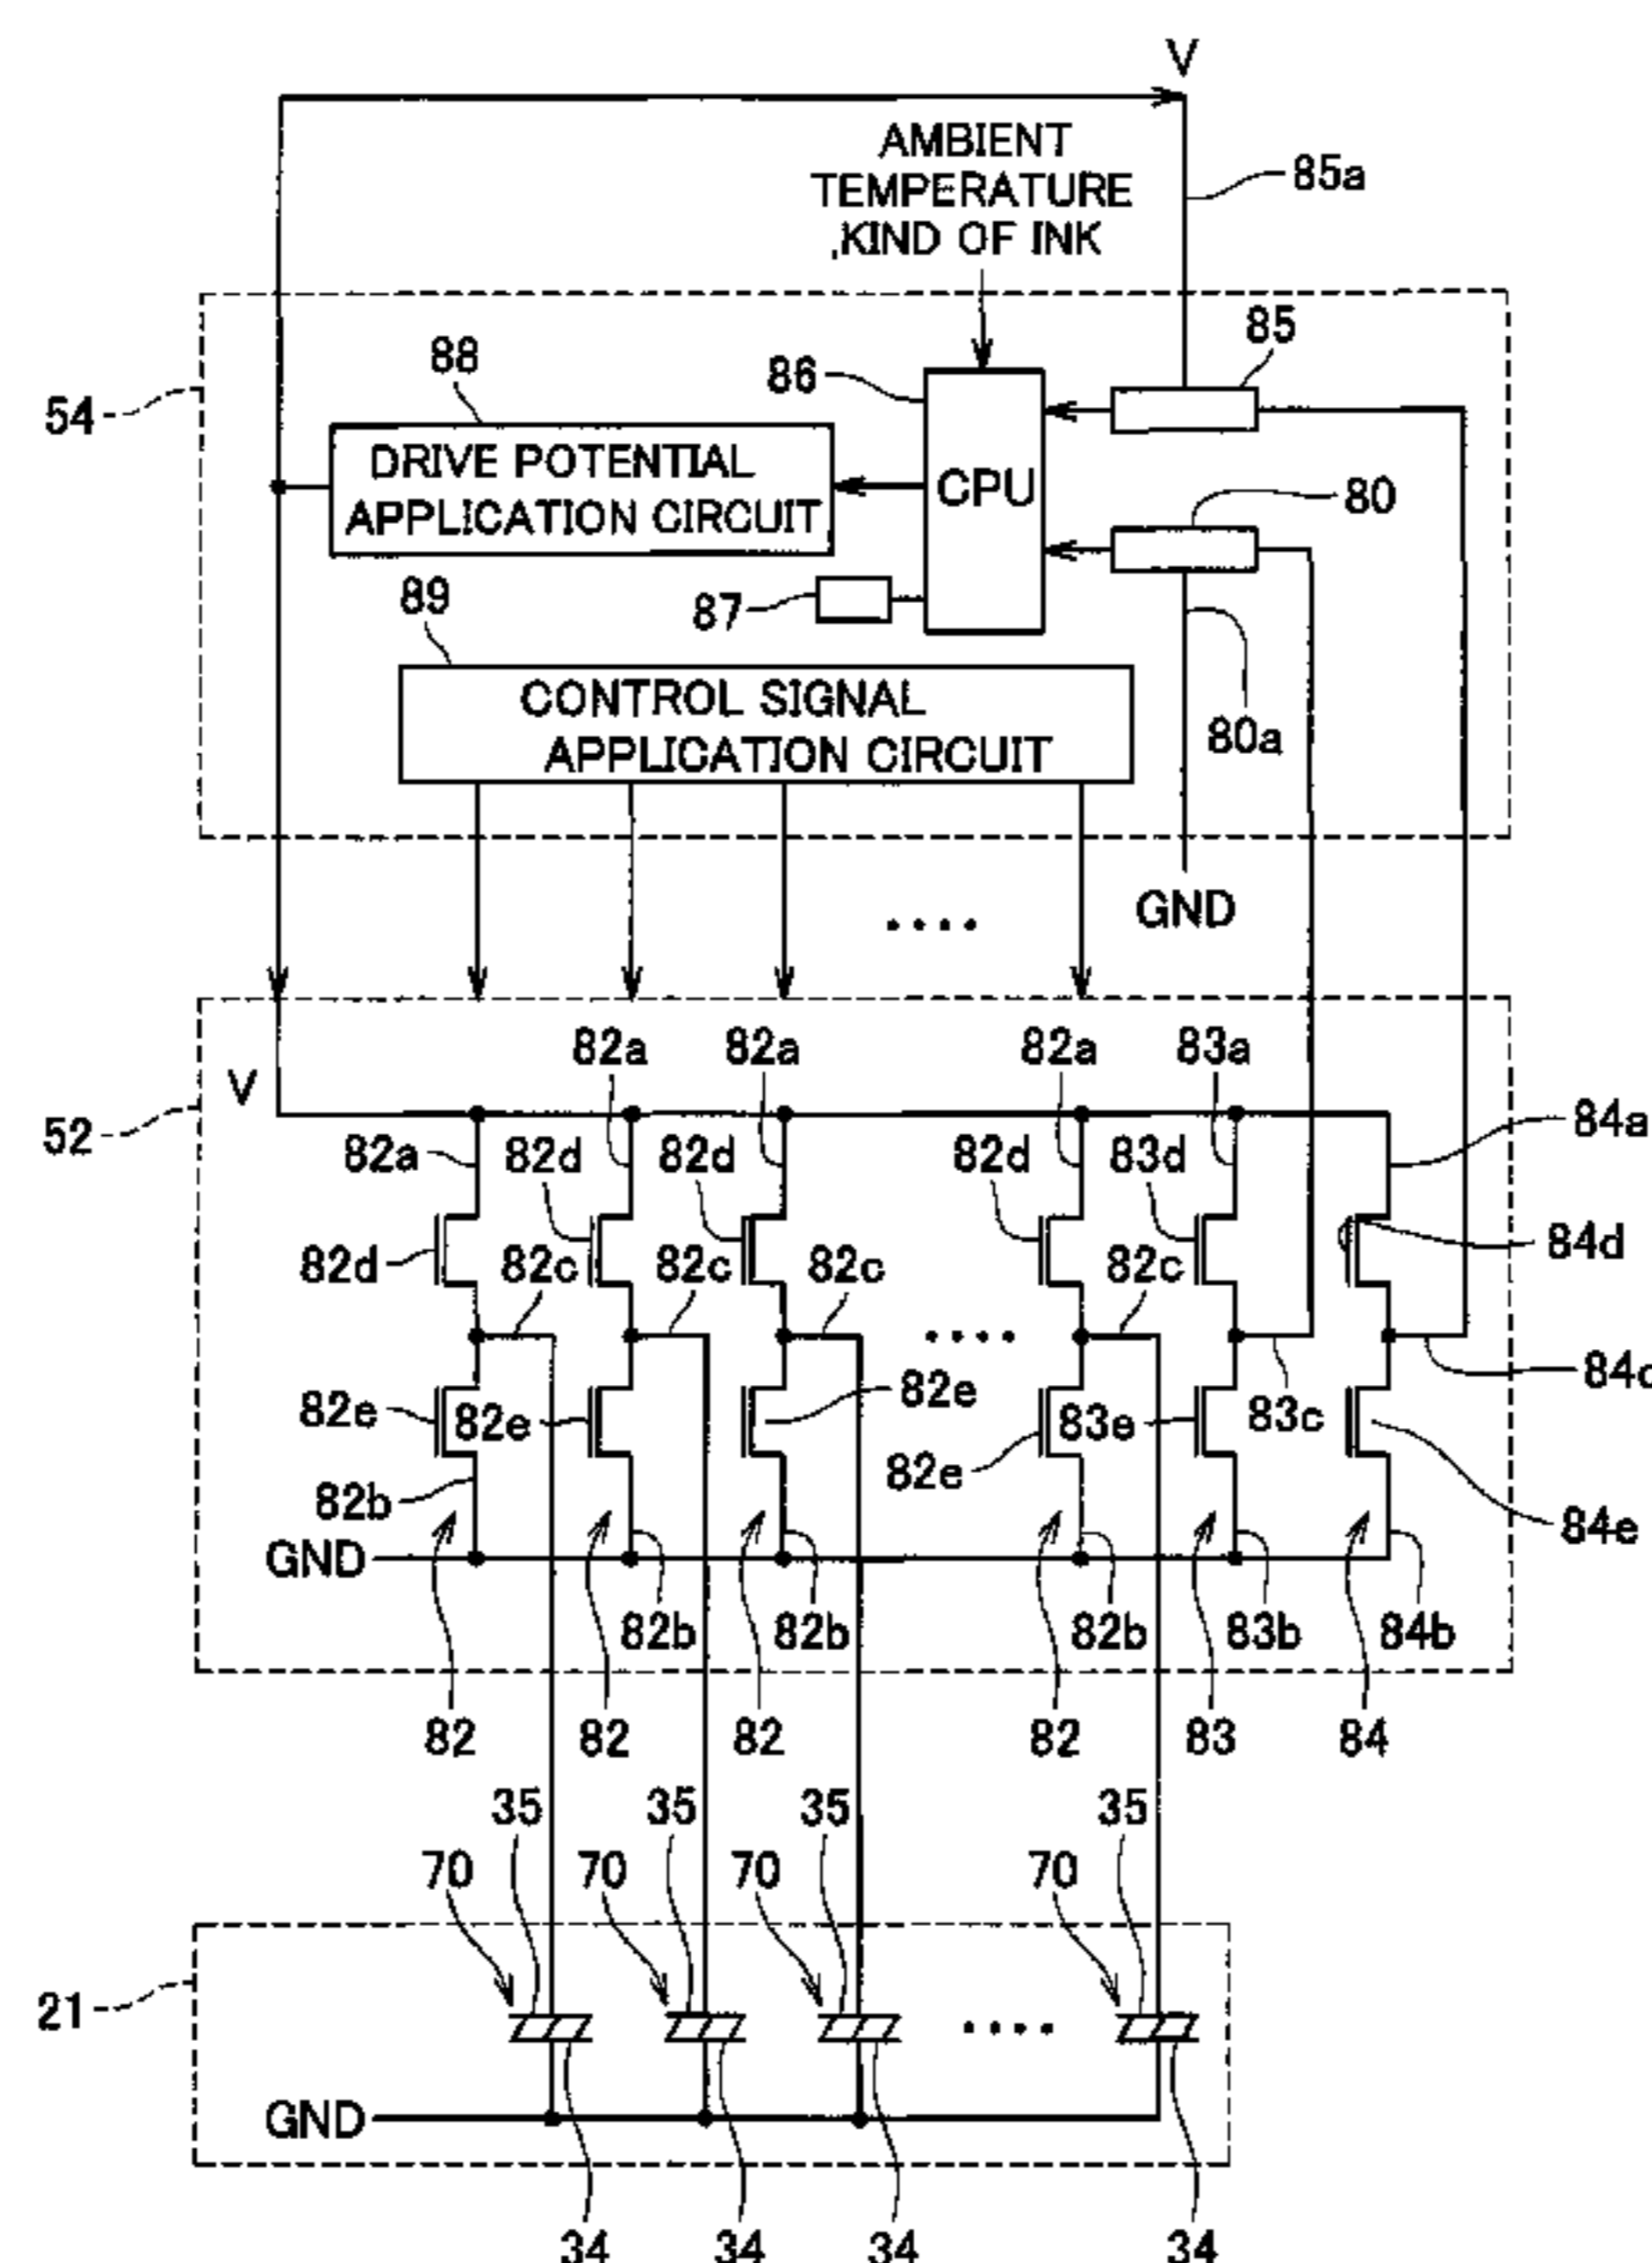 V
AMBIENT
TEMPERATURE
,KIND OF INK
85a
85
88
86
54
DRIVE POTENTIAL
APPLICATION CIRCUIT
CPU
80
89
87
CONTROL SIGNAL
APPLICATION CIRCUIT
80a
GND
....
82a 82a 82a 83a
V
52
84a
82a 82d 82d 82d 83d
84d
82d 82c 82c 82c 82c
....
84c
82e 82e 82e 83e 83c
82e
82b
84e
GND
82b 82b 82b 83b 84b
82 82 82 82 83 84
35 35 35 35
70 70 70 70
21
....
GND
34 34 34 34